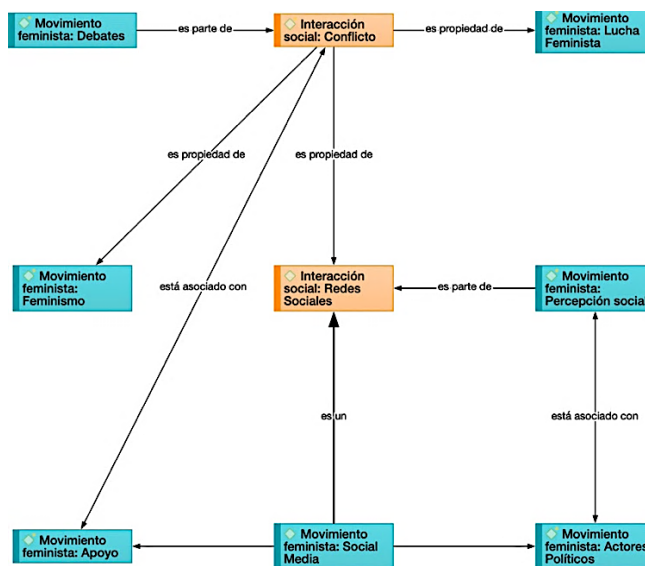 Movimiento
feminista: Debates
es parte de
Interacción
social: Conflicto
es propiedad de
Movimiento
feminista: Lucha
Feminista
es propiedad de
es propiedad de
Movimiento
feminista:
Feminismo
está asociado con
Interacción
social: Redes
Sociales
es parte de
Movimiento
feminista:
Percepción social
es un
está asociado con
Movimiento
feminista: Apoyo
Movimiento
feminista: Social
Media
Movimiento
feminista: Actores
Políticos